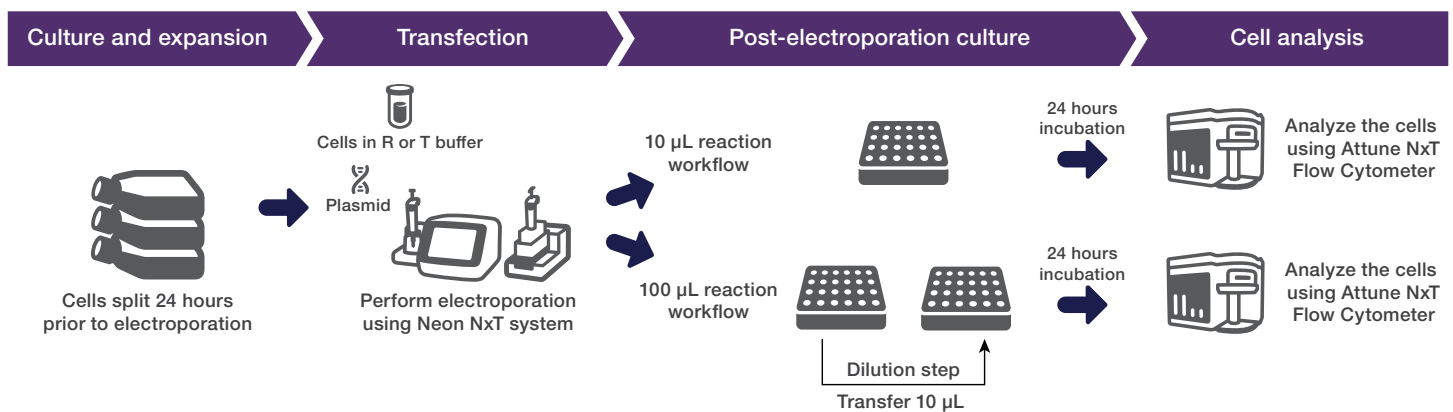 Culture and expansion
Transfection
Post-electroporation culture
Cell analysis
Cells split 24 hours
prior to electroporation
Cells in R or T buffer
Plasmid
Perform electroporation
using Neon NxT system
10 µL reaction
workflow
24 hours
incubation
Analyze the cells
using Attune NxT
Flow Cytometer
100 µL reaction
workflow
Dilution step
Transfer 10 µL
24 hours
incubation
Analyze the cells
using Attune NxT
Flow Cytometer